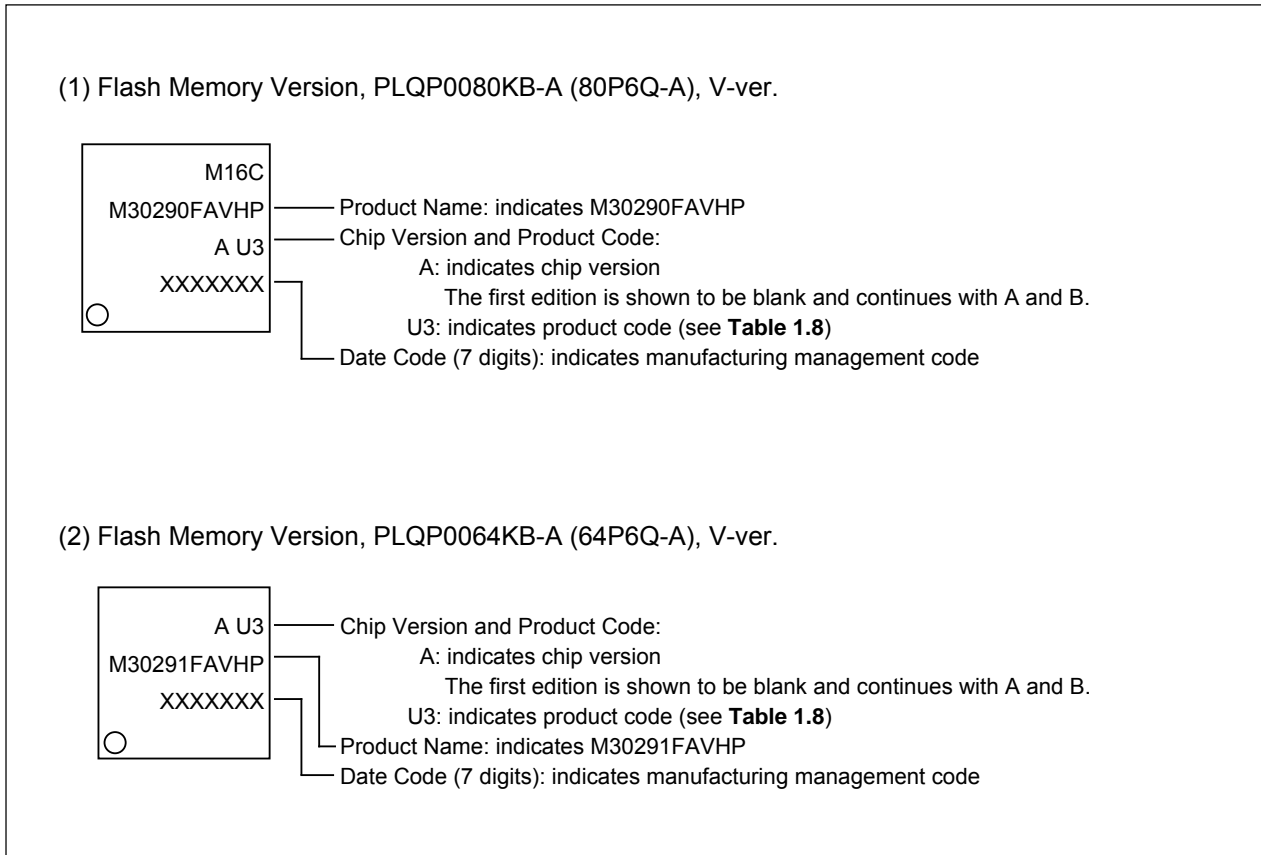 (1) Flash Memory Version, PLQP0080KB-A (80P6Q-A), V-ver.
M16C
M30290FAVHP
A U3
XXXXXXX
Product Name: indicates M30290FAVHP
Chip Version and Product Code:
A: indicates chip version
The first edition is shown to be blank and continues with A and B.
U3: indicates product code (see Table 1.8)
Date Code (7 digits): indicates manufacturing management code
(2) Flash Memory Version, PLQP0064KB-A (64P6Q-A), V-ver.
A U3
M30291FAVHP
XXXXXXX
Chip Version and Product Code:
A: indicates chip version
The first edition is shown to be blank and continues with A and B.
U3: indicates product code (see Table 1.8)
Product Name: indicates M30291FAVHP
Date Code (7 digits): indicates manufacturing management code